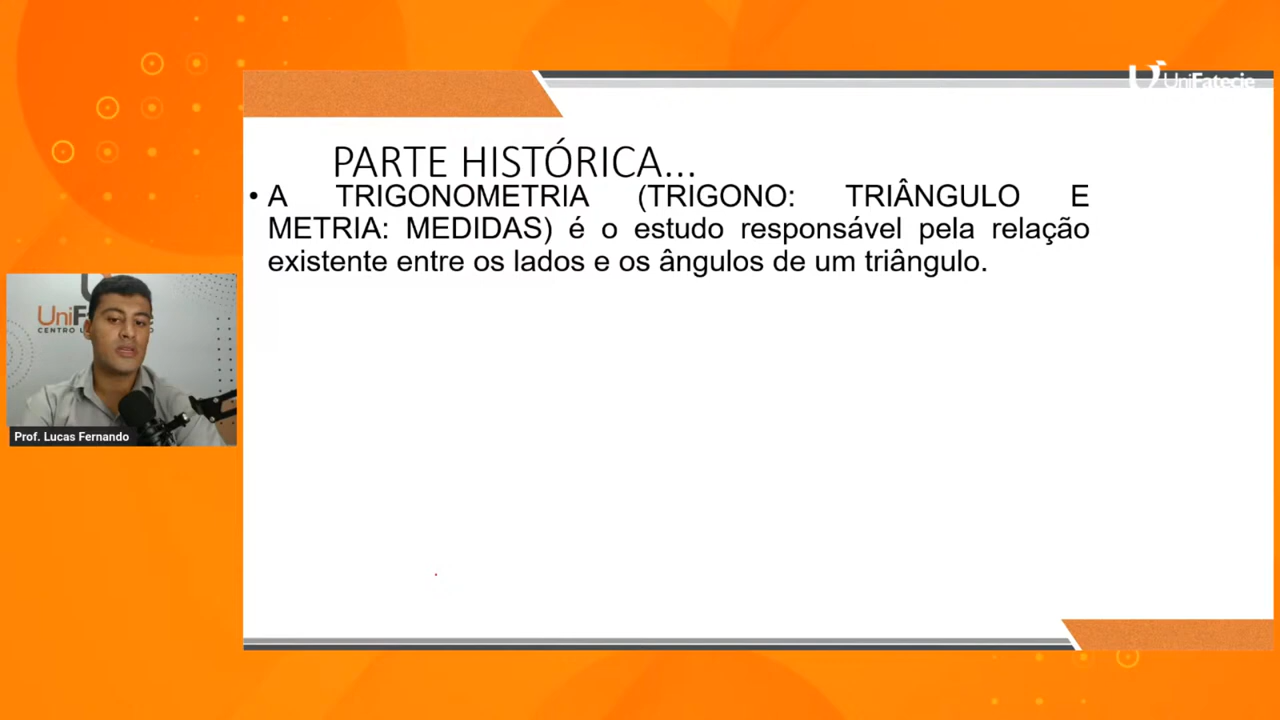 UniFatecie
PARTE HISTÓRICA...
• A TRIGONOMETRIA (TRIGONO: TRIÂNGULO E
METRIA: MEDIDAS) é o estudo responsável pela relação
existente entre os lados e os ângulos de um triângulo.
Prof. Lucas Fernando